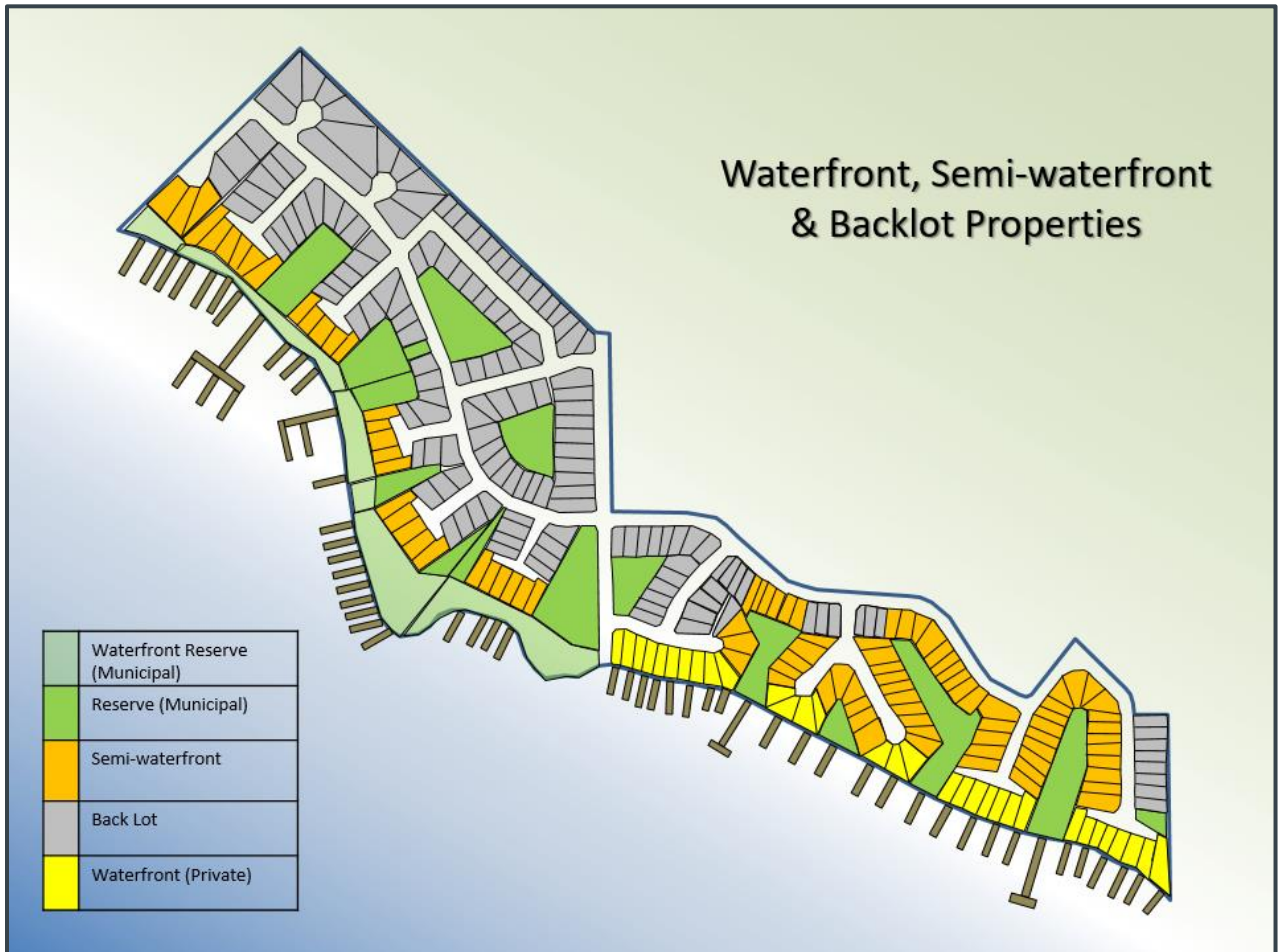 Waterfront, Semi-waterfront
& Backlot Properties
Waterfront Reserve
(Municipal)
Reserve (Municipal)
Semi-waterfront
Back Lot
Waterfront (Private)